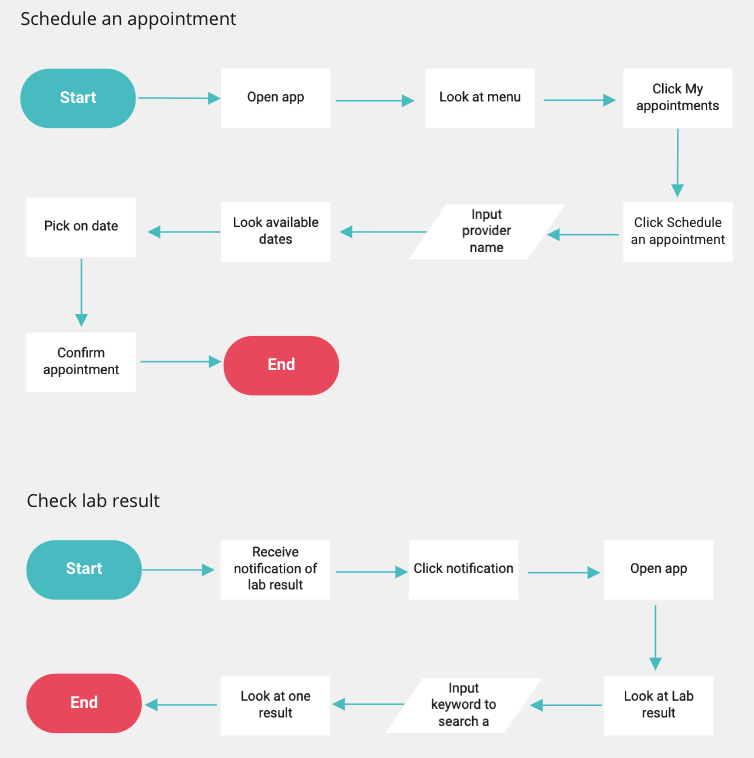 Schedule an appointment
Start
Open app
Look at menu
Click My
appointments
Click Schedule
an appointment
Input
provider
name
Look available
dates
Pick on date
Confirm
appointment
End
Check lab result
Start
Receive
notification of
lab result
Click notification
Open app
Look at Lab
result
Input
keyword to
search a
Look at one
result
End